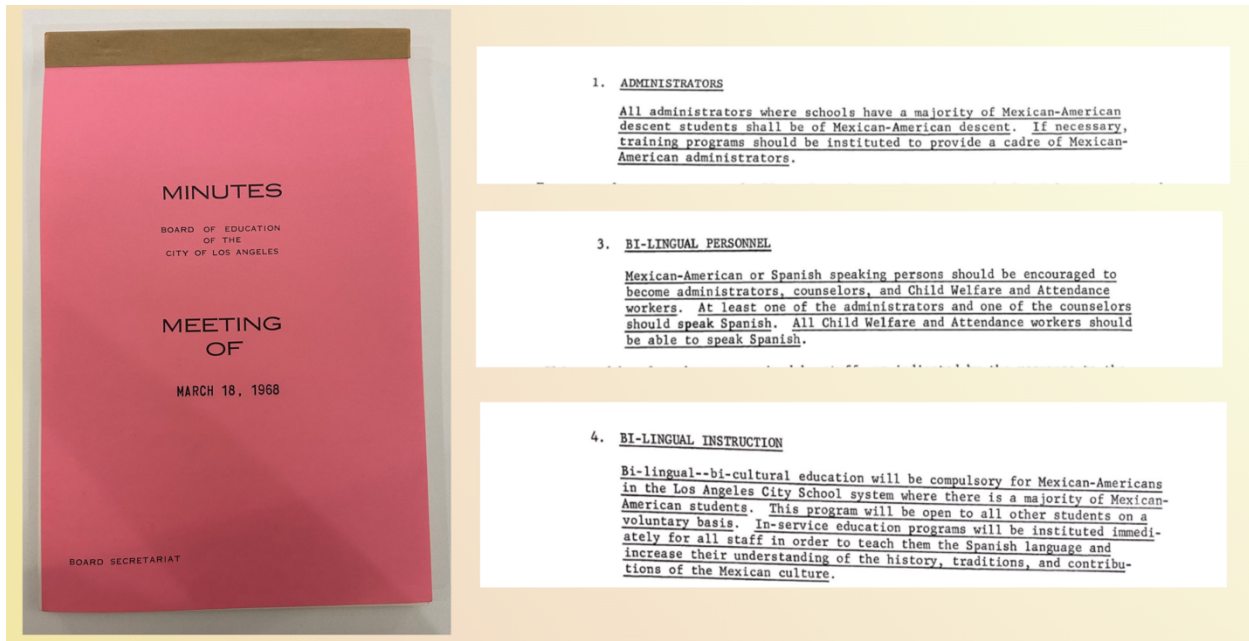 MINUTES
BOARD OF EDUCATION
OF THE
CITY OF LOS ANGELES
MEETING
OF
MARCH 18, 1968
BOARD SECRETARIAT
1. ADMINISTRATORS
All administrators where schools have a majority of Mexican-American
descent students shall be of Mexican-American descent. If necessary,
training programs should be instituted to provide a cadre of Mexican-
American administrators.
3. BI-LINGUAL PERSONNEL
Mexican-American or Spanish speaking persons should be encouraged to
become administrators, counselors, and Child Welfare and Attendance
workers. At least one of the administrators and one of the counselors
should speak Spanish. All Child Welfare and Attendance workers should
be able to speak Spanish.
4. BI-LINGUAL INSTRUCTION
Bi-lingual--bi-cultural education will be compulsory for Mexican-Americans
in the Los Angeles City School system where there is a majority of Mexican-
American students. This program will be open to all other students on a
voluntary basis. In-service education programs will be instituted immedi-
ately for all staff in order to teach them the Spanish language and
increase their understanding of the history, traditions, and contribu-
tions of the Mexican culture.